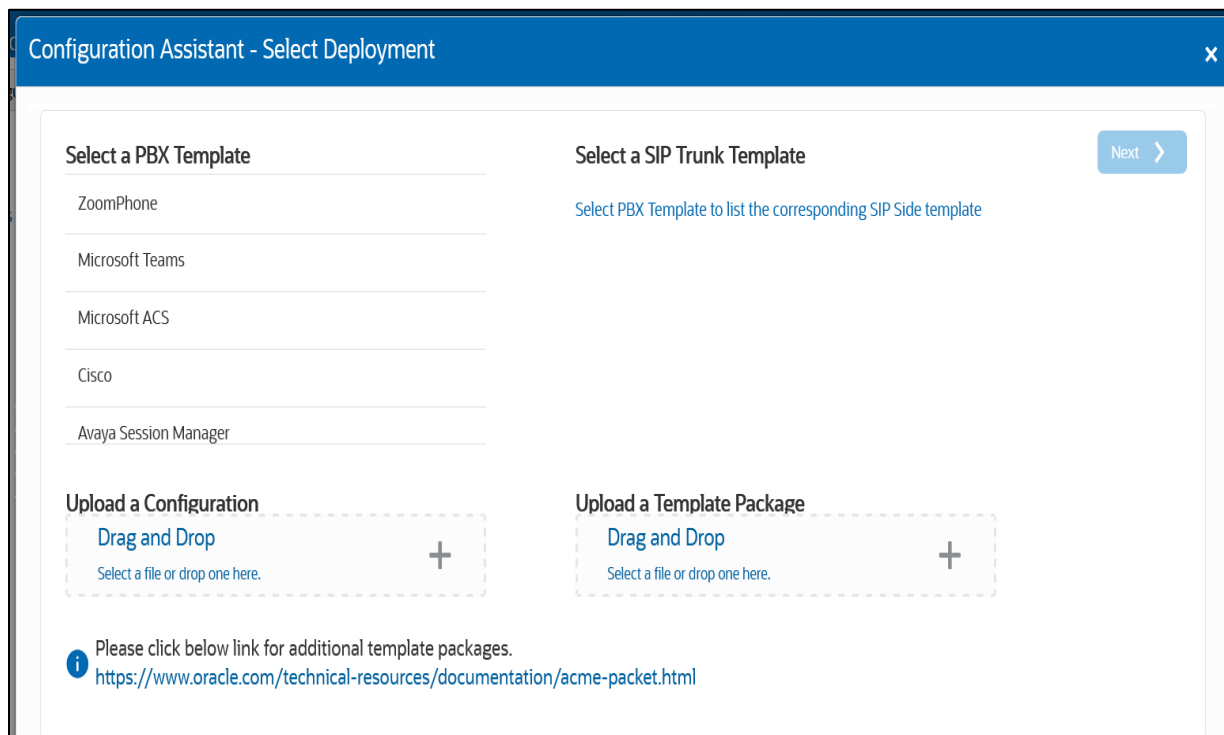 Configuration Assistant - Select Deployment
x
Select a PBX Template
ZoomPhone
Microsoft Teams
Microsoft ACS
Cisco
Avaya Session Manager
Select a SIP Trunk Template
Select PBX Template to list the corresponding SIP Side template
Next
Upload a Configuration
Drag and Drop
Select a file or drop one here.
Upload a Template Package
Drag and Drop
Select a file or drop one here.
Please click below link for additional template packages.
https://www.oracle.com/technical-resources/documentation/acme-packet.html